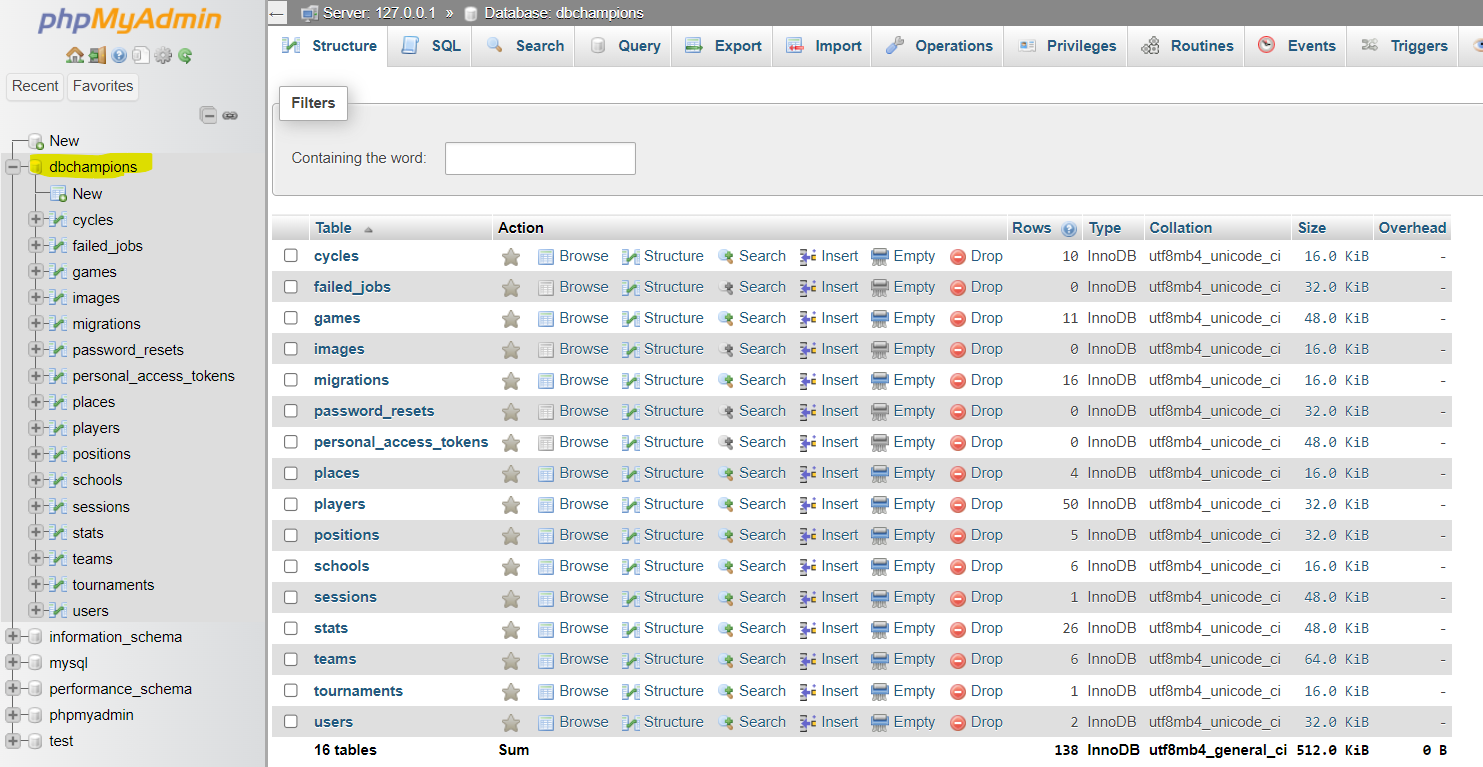 phpMyAdmin
Recent Favorites
New
dbchampions
New
cycles
failed_jobs
games
images
migrations
password_resets
personal_access_tokens
places
players
positions
schools
sessions
stats
teams
tournaments
users
information_schema
mysql
performance_schema
phpmyadmin
test
← Server: 127.0.0.1 » Database: dbchampions
Structure SQL Search Query Export Import Operations Privileges Routines Events Triggers
Filters
Containing the word:
Table Action Rows Type Collation Size Overhead
cycles Browse Structure Search Insert Empty Drop 10 InnoDB utf8mb4_unicode_ci 16.0 KiB -
failed_jobs Browse Structure Search Insert Empty Drop 0 InnoDB utf8mb4_unicode_ci 32.0 KiB -
games Browse Structure Search Insert Empty Drop 11 InnoDB utf8mb4_unicode_ci 48.0 KiB -
images Browse Structure Search Insert Empty Drop 0 InnoDB utf8mb4_unicode_ci 16.0 KiB -
migrations Browse Structure Search Insert Empty Drop 16 InnoDB utf8mb4_unicode_ci 16.0 KiB -
password_resets Browse Structure Search Insert Empty Drop 0 InnoDB utf8mb4_unicode_ci 32.0 KiB -
personal_access_tokens Browse Structure Search Insert Empty Drop 0 InnoDB utf8mb4_unicode_ci 48.0 KiB -
places Browse Structure Search Insert Empty Drop 4 InnoDB utf8mb4_unicode_ci 16.0 KiB -
players Browse Structure Search Insert Empty Drop 50 InnoDB utf8mb4_unicode_ci 32.0 KiB -
positions Browse Structure Search Insert Empty Drop 5 InnoDB utf8mb4_unicode_ci 32.0 KiB -
schools Browse Structure Search Insert Empty Drop 6 InnoDB utf8mb4_unicode_ci 16.0 KiB -
sessions Browse Structure Search Insert Empty Drop 1 InnoDB utf8mb4_unicode_ci 48.0 KiB -
stats Browse Structure Search Insert Empty Drop 26 InnoDB utf8mb4_unicode_ci 48.0 KiB -
teams Browse Structure Search Insert Empty Drop 6 InnoDB utf8mb4_unicode_ci 64.0 KiB -
tournaments Browse Structure Search Insert Empty Drop 1 InnoDB utf8mb4_unicode_ci 16.0 KiB -
users Browse Structure Search Insert Empty Drop 2 InnoDB utf8mb4_unicode_ci 32.0 KiB -
16 tables Sum 138 InnoDB utf8mb4_general_ci 512.0 KiB 0 B